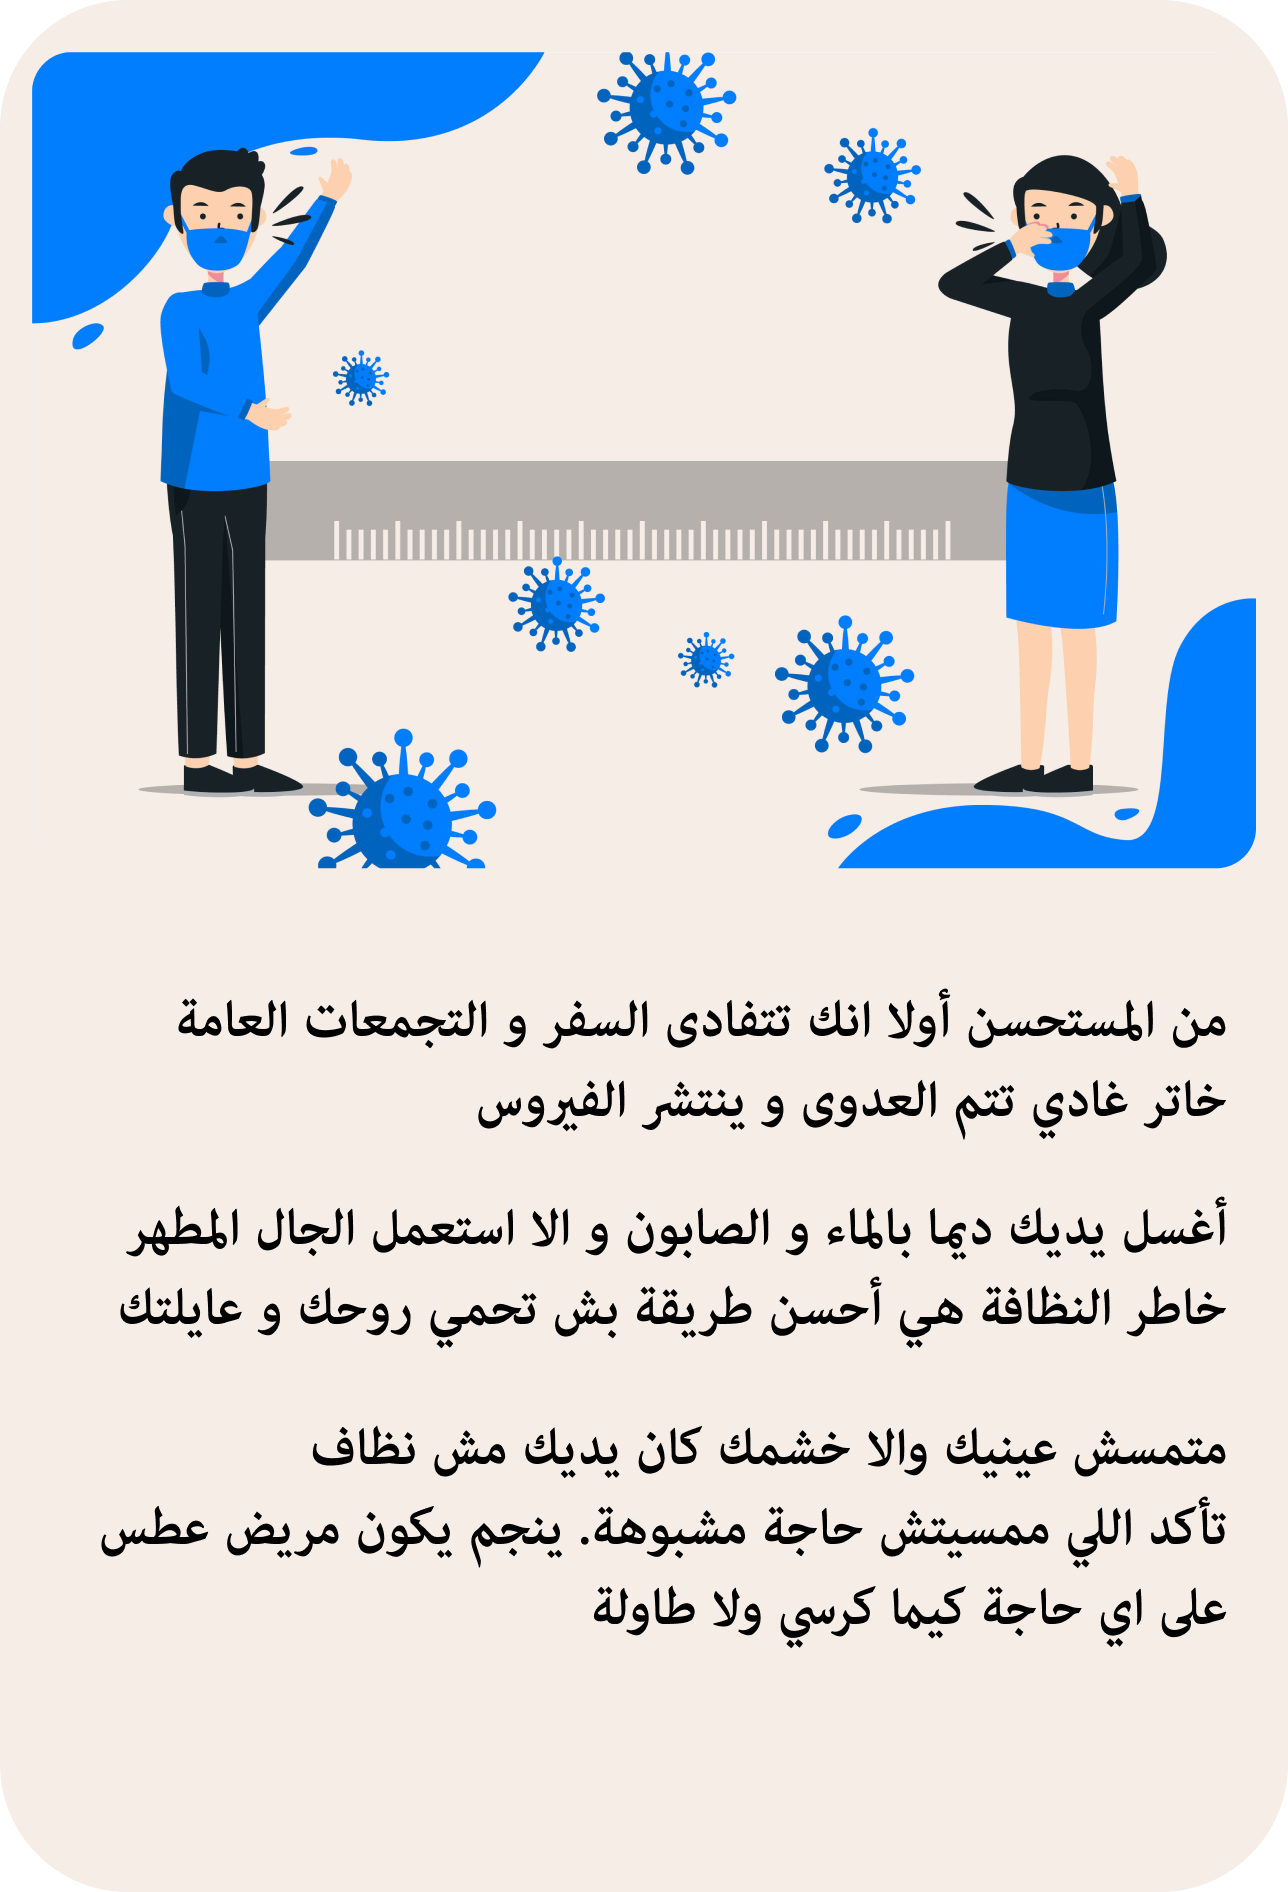 من المستحسن أولا انك تتفادى السفر و التجمعات العامة
خاتر غادي تتم العدوى و ينتشر الفيروس
أغسل يديك ديما بالماء و الصابون و الا استعمل الجال المطهر
خاطر النظافة هي أحسن طريقة بش تحمي روحك و عايلتك
متمسش عينيك والا خشمك كان يديك مش نظاف
تأكد اللي ممسيتش حاجة مشبوهة. ينجم يكون مريض عطس
على اي حاجة كيما كرسي ولا طاولة